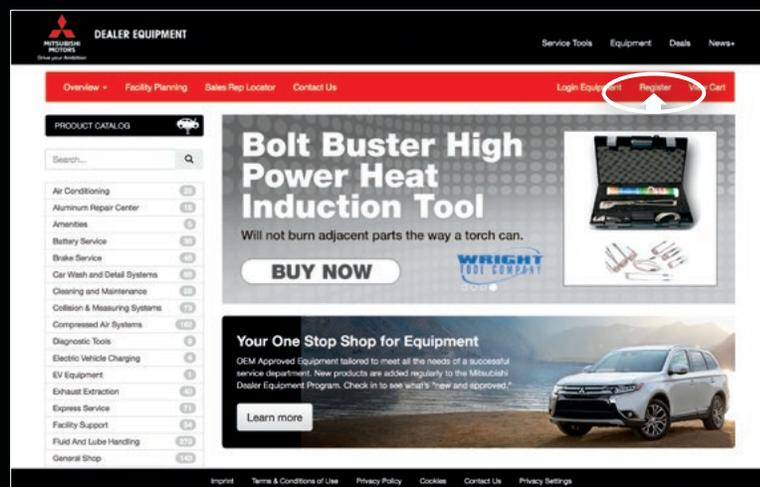 MITSUBISHI
MOTORS
Drive your Ambition
DEALER EQUIPMENT
Service Tools Equipment Deals News+
Overview Facility Planning Sales Rep Locator Contact Us Login Equipment Register View Cart
PRODUCT CATALOG
Search...
Air Conditioning
Aluminum Repair Center
Amenities
Battery Service
Brake Service
Car Wash and Detail Systems
Cleaning and Maintenance
Collision & Measuring Systems
Compressed Air Systems 162
Diagnostic Tools
Electric Vehicle Charging
EV Equipment
Exhaust Extraction
Express Service 71
Facility Support 54
Fluid And Lube Handling 273
General Shop 143
Bolt Buster High
Power Heat
Induction Tool
Will not burn adjacent parts the way a torch can.
BUY NOW
WRIGHT
TOOL COMPANY
Your One Stop Shop for Equipment
OEM Approved Equipment tailored to meet all the needs of a successful
service department. New products are added regularly to the Mitsubishi
Dealer Equipment Program. Check in to see what's "new and approved."
Learn more
Imprint Terms & Conditions of Use Privacy Policy Cookies Contact Us Privacy Settings